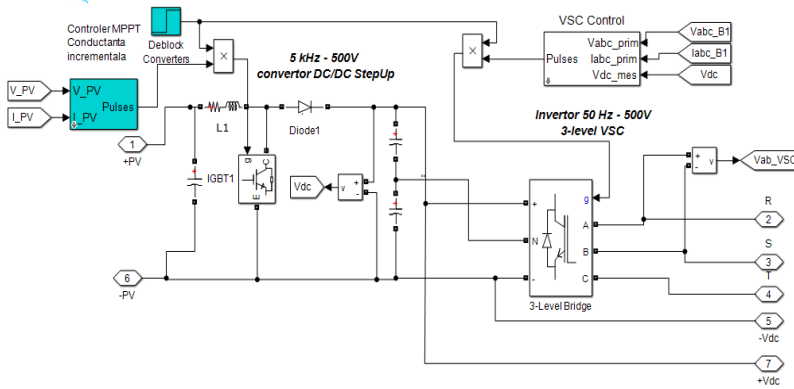 Controler MPPT
Conductanta
incrementala
Deblock
Converters
×
5 kHz - 500V
convertor DC/DC StepUp
VSC Control
×
Pulses
Vabc_prim
Iabc_prim
Vdc_mes
Vabc_B1
Iabc_B1
Vdc
V_PV
I_PV
V_PV
I_PV
Pulses
1
+PV
L1
Diode1
g
C
E
IGBT1
Vdc
+
-
v
Invertor 50 Hz - 500V
3-level VSC
g
+
N
-
A
B
C
3-Level Bridge
+
-
v
Vab_VSC
R
2
S
3
T
4
5
-Vdc
7
+Vdc
6
-PV
+
+
+